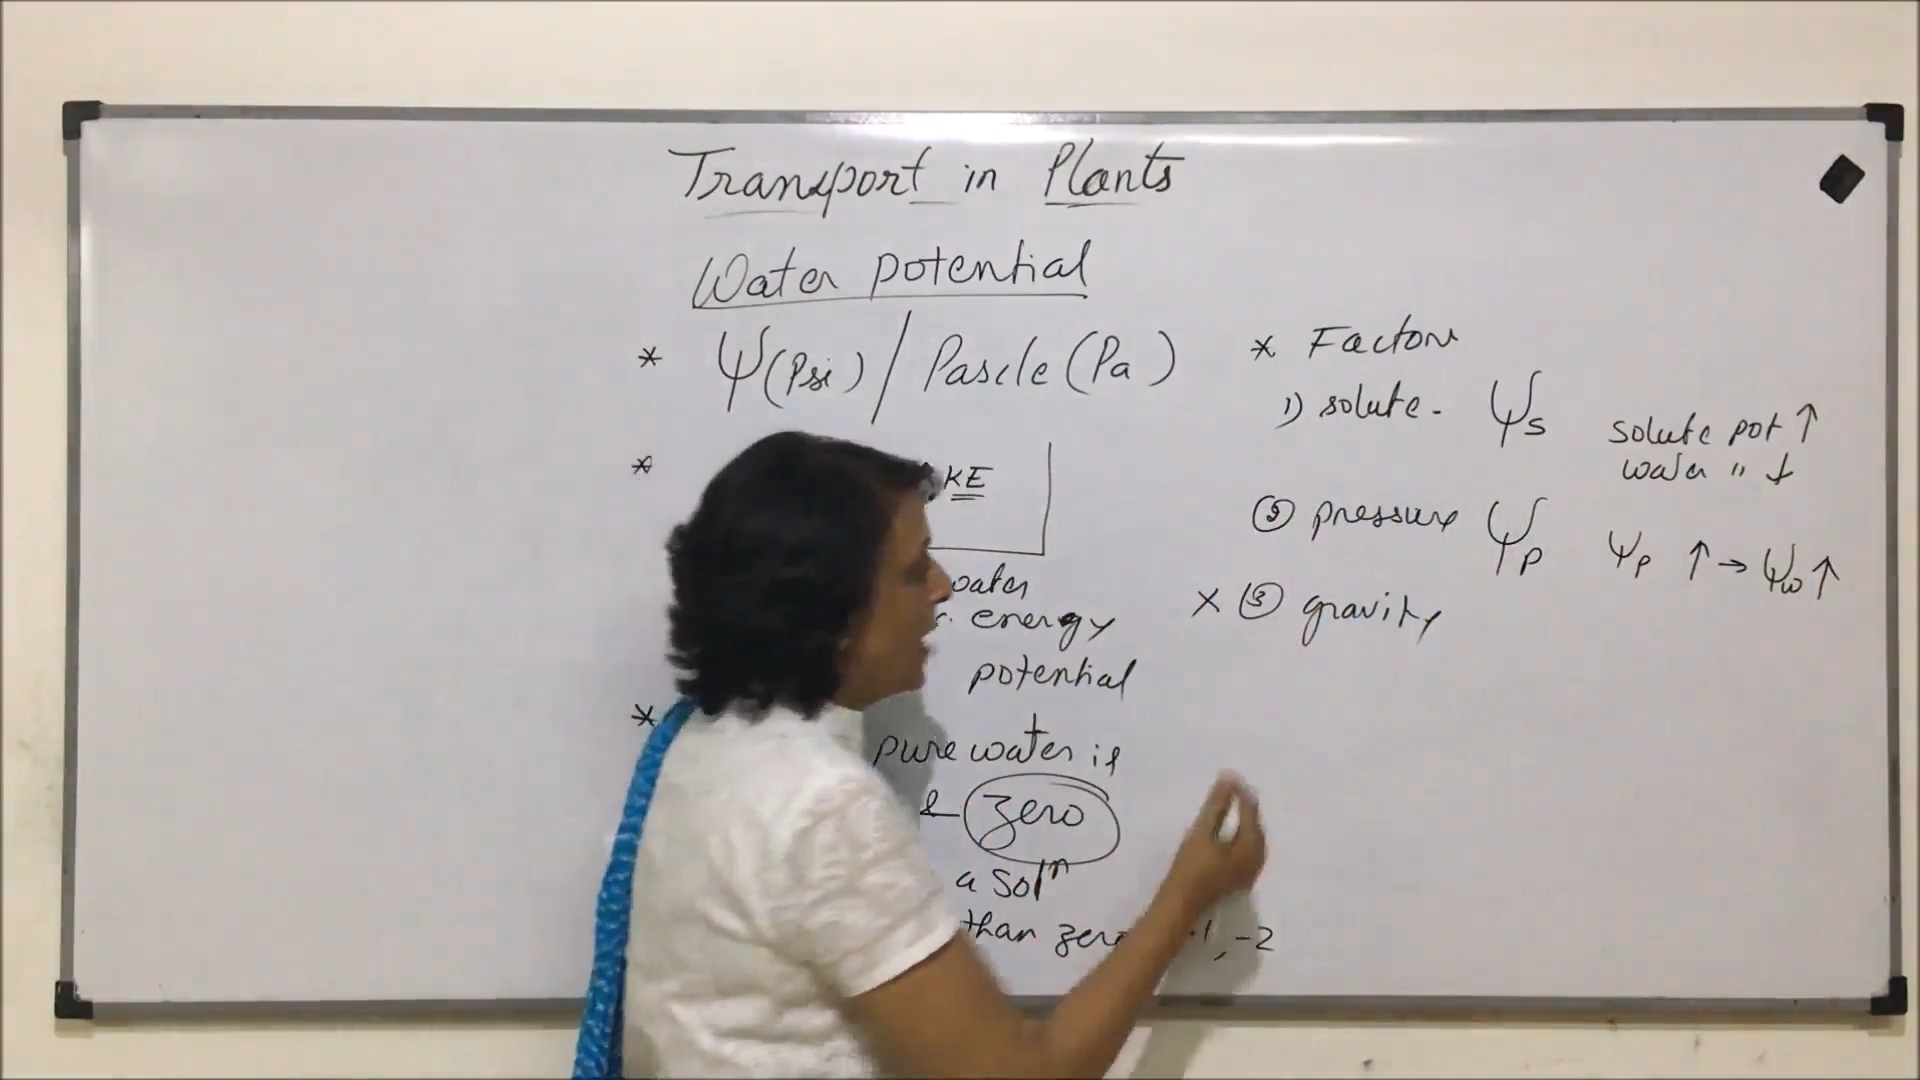 Transport in Plants
Water potential
* Ψ(Psi) / Pascle (Pa)
* KE
water
energy
potential
*
pure water is
zero
a solⁿ
than zero -1, -2
* Factors
1) solute - Ψs
solute pot ↑
water " ↓
② pressure Ψp Ψp ↑ → Ψw ↑
X ③ gravity